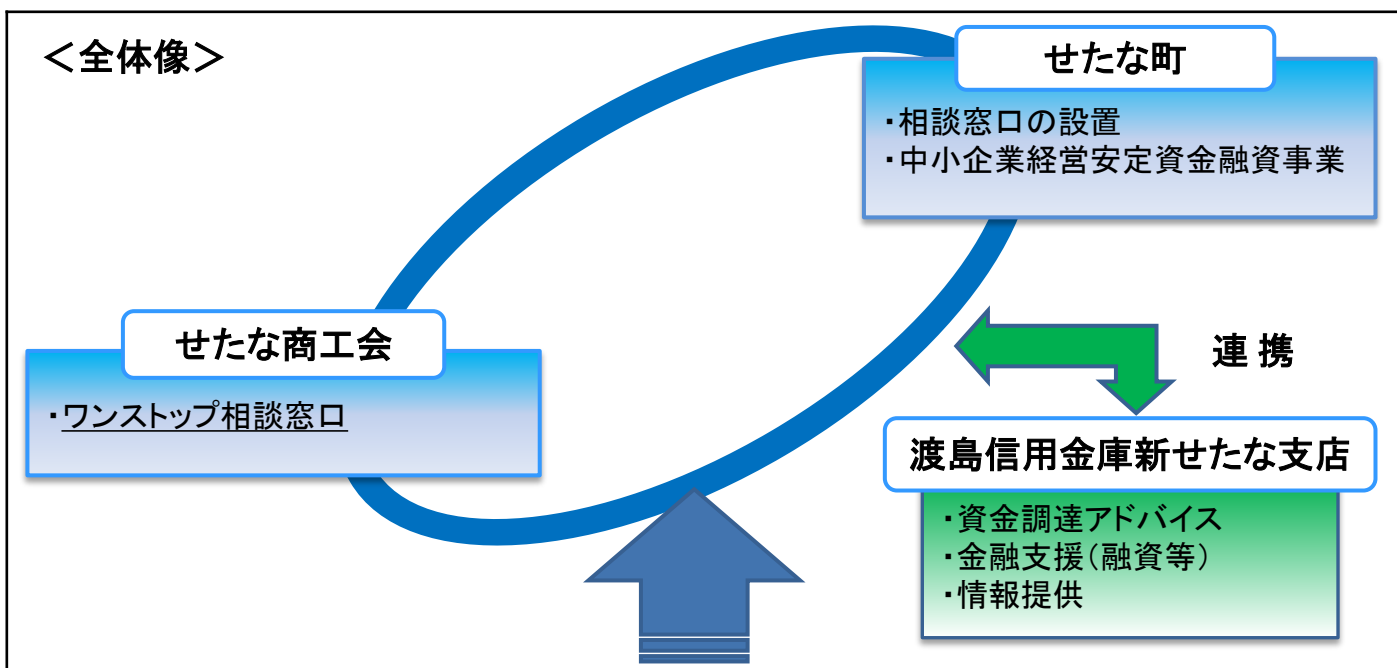 ＜全体像＞
せたな町
・相談窓口の設置
・中小企業経営安定資金融資事業
せたな商工会
・ワンストップ相談窓口
連 携
渡島信用金庫新せたな支店
・資金調達アドバイス
・金融支援（融資等）
・情報提供